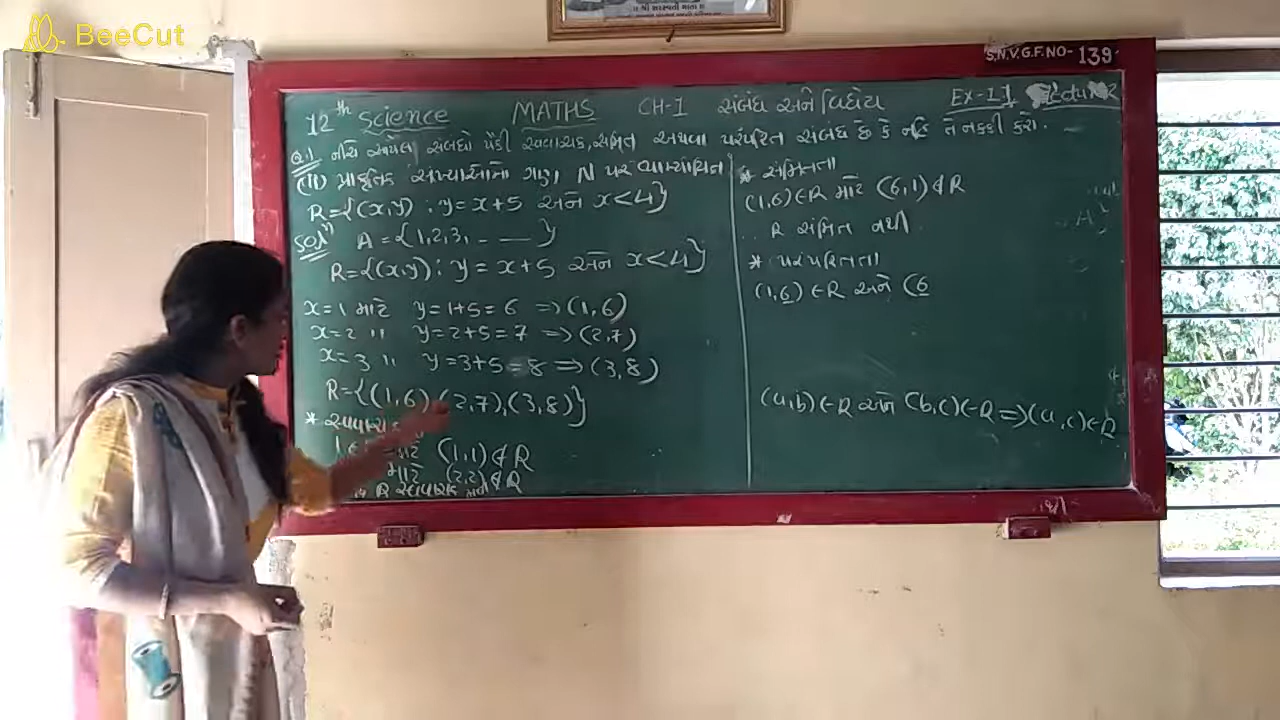 BeeCut
S.N.V.G.F.NO- 139
12th Science MATHS CH-1 સંબંધ અને વિધેય Ex-1.1
Q.1 નીચે આપેલા સંબંધો પૈકી સ્વવાચક, સંમિત અથવા પરંપરિત સંબંધ છે કે નહિ તે નક્કી કરો.
(ii) પ્રાકૃતિક સંખ્યાઓના ગણ N પર વ્યાખ્યાયિત
R={(x,y) : y=x+5 અને x<4}
Solⁿ A = {1,2,3, - — }
R={(x,y) : y=x+5 અને x<4}
x=1 માટે y=1+5=6 ⇒(1,6)
x=2 " y=2+5=7 ⇒(2,7)
x=3 " y=3+5=8 ⇒(3,8)
R={(1,6),(2,7),(3,8)}
(1,1)∉R
માટે (2,2)∉R
R સ્વવાચક નથી
* સંમિતતા
(1,6)∈R માટે (6,1)∉R
R સંમિત નથી
* પરંપરિતતા
(1,6)∈R અને (6
(a,b)∈R અને (b,c)∈R⇒(a,c)∈R